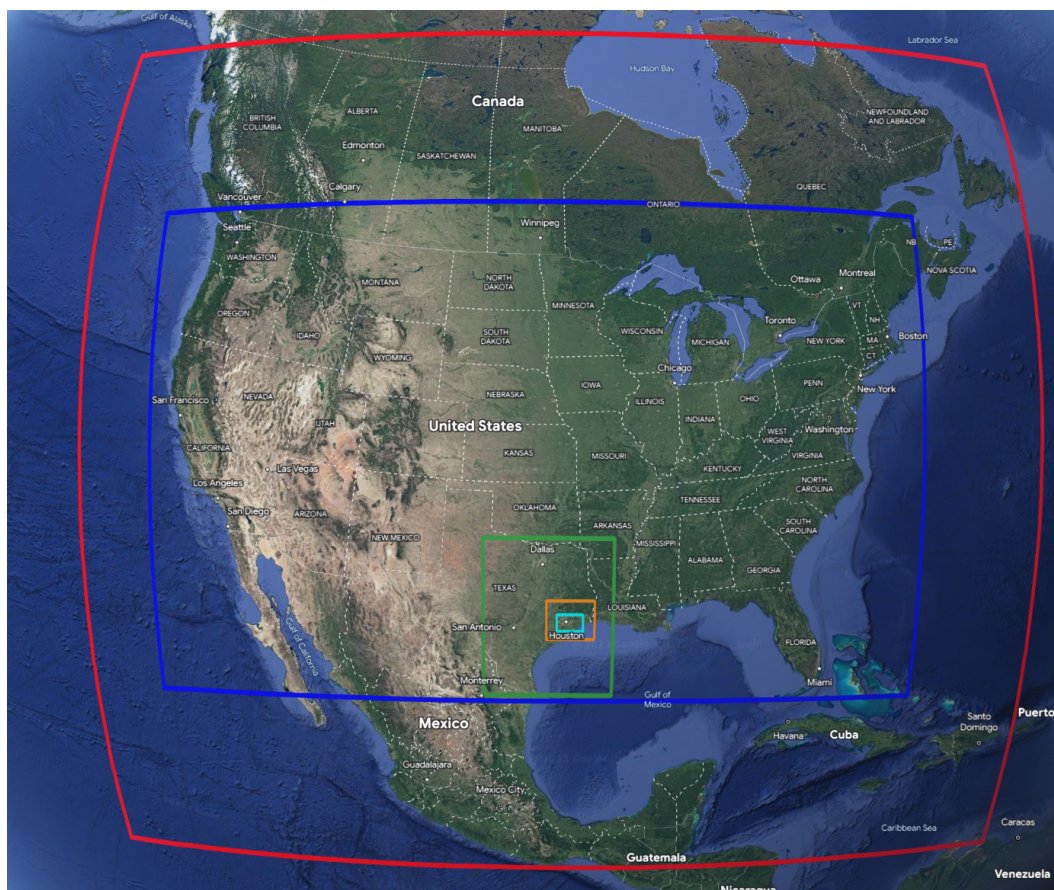 Gulf of Alaska
Labrador Sea
Hudson Bay
Canada
ALBERTA
BRITISH
COLUMBIA
NEWFOUNDLAND
AND LABRADOR
MANITOBA
Edmonton
SASKATCHEWAN
Calgary
QUEBEC
Vancouver
ONTARIO
Seattle
Winnipeg
WASHINGTON
NB
PE
NOVA SCOTIA
MONTANA
NORTH
DAKOTA
Ottawa
Montreal
MINNESOTA
VT
OREGON
Toronto
NH
IDAHO
SOUTH
DAKOTA
WISCONSIN
MICHIGAN
NEW YORK
MA
Boston
WYOMING
CT
Chicago
San Francisco
NEVADA
NEBRASKA
IOWA
PENN
New York
ILLINOIS
OHIO
INDIANA
UTAH
United States
WEST
VIRGINIA
Washington
CALIFORNIA
KANSAS
MISSOURI
VIRGINIA
Las Vegas
KENTUCKY
Los Angeles
NORTH
CAROLINA
San Diego
ARIZONA
OKLAHOMA
TENNESSEE
NEW MEXICO
ARKANSAS
SOUTH
CAROLINA
MISSISSIPPI
Dallas
ALABAMA
GEORGIA
TEXAS
LOUISIANA
Gulf of California
San Antonio
Houston
FLORIDA
Monterrey
Miami
Gulf of
Mexico
Mexico
Havana
Cuba
Santo
Domingo
Puerto
Guadalajara
Mexico City
Caracas
Caribbean Sea
Guatemala
Venezuela
Nicaragua